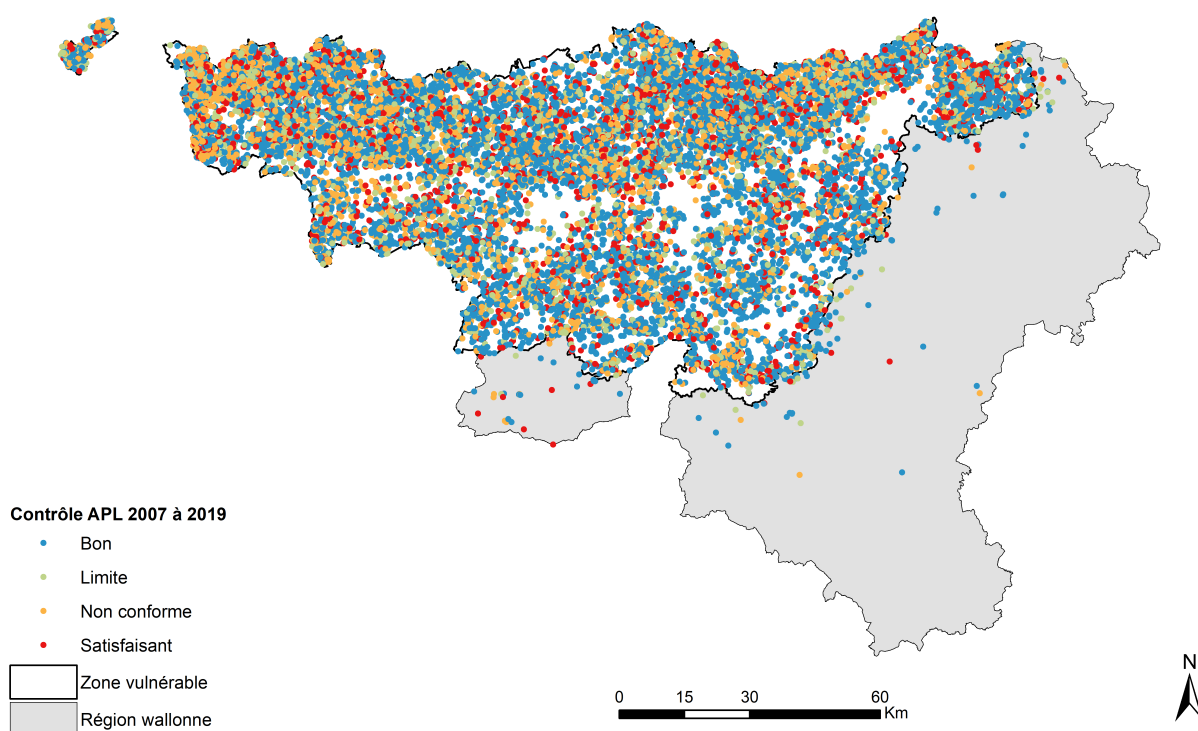 Contrôle APL 2007 à 2019
Bon
Limite
Non conforme
Satisfaisant
Zone vulnérable
Région wallonne
0 15 30 60
Km
N